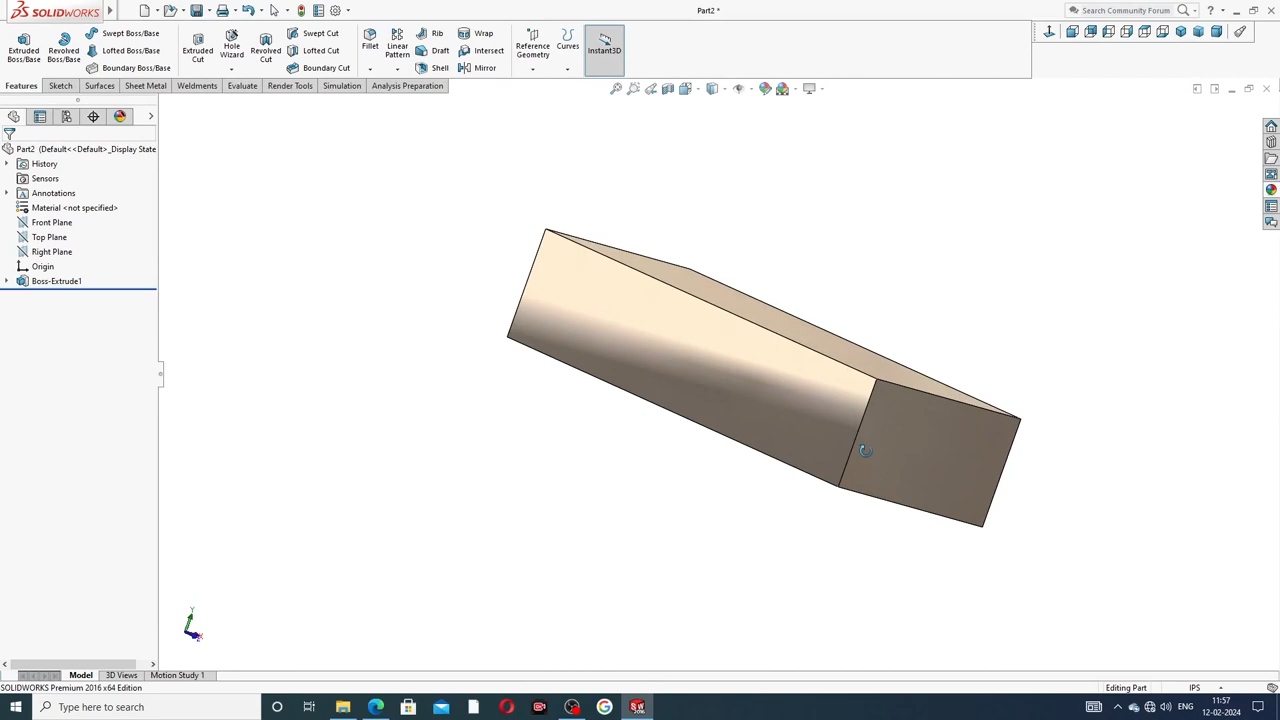 SOLIDWORKS
Part2 *
Search Community Forum
Extruded Boss/Base
Revolved Boss/Base
Swept Boss/Base
Lofted Boss/Base
Boundary Boss/Base
Extruded Cut
Hole Wizard
Revolved Cut
Swept Cut
Lofted Cut
Boundary Cut
Fillet
Linear Pattern
Rib
Draft
Shell
Wrap
Intersect
Mirror
Reference Geometry
Curves
Instant3D
Features
Sketch
Surfaces
Sheet Metal
Weldments
Evaluate
Render Tools
Simulation
Analysis Preparation
Part2 (Default<<Default>_Display State
History
Sensors
Annotations
Material <not specified>
Front Plane
Top Plane
Right Plane
Origin
Boss-Extrude1
Y
X
Model
3D Views
Motion Study 1
SOLIDWORKS Premium 2016 x64 Edition
Editing Part
IPS
Type here to search
ENG
11:57
12-02-2024